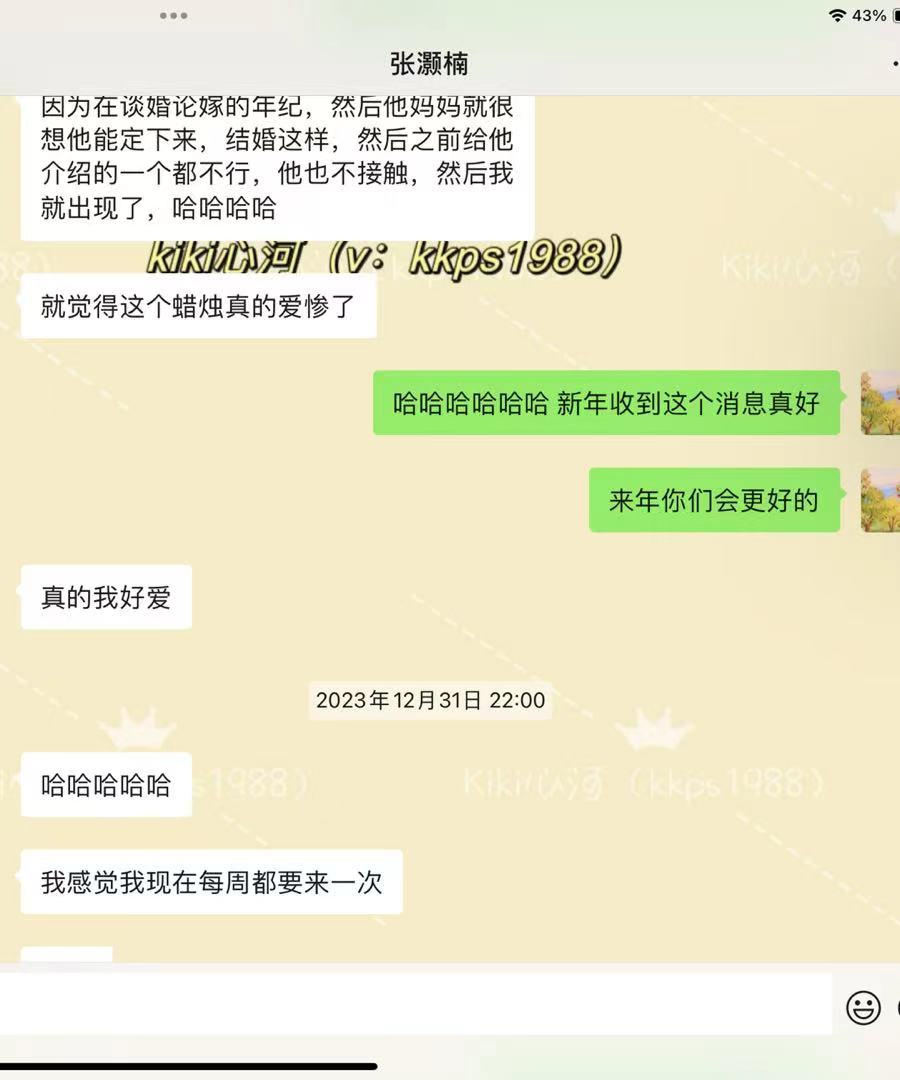 43%
张灏楠
因为在谈婚论嫁的年纪，然后他妈妈就很
想他能定下来，结婚这样，然后之前给他
介绍的一个都不行，他也不接触，然后我
就出现了，哈哈哈哈
kiki心河（v：kkps1988）
Kiki心河（
就觉得这个蜡烛真的爱惨了
哈哈哈哈哈哈 新年收到这个消息真好
来年你们会更好的
真的我好爱
2023年12月31日 22:00
哈哈哈哈哈
s1988）
Kiki心河（kkps1988）
我感觉我现在每周都要来一次